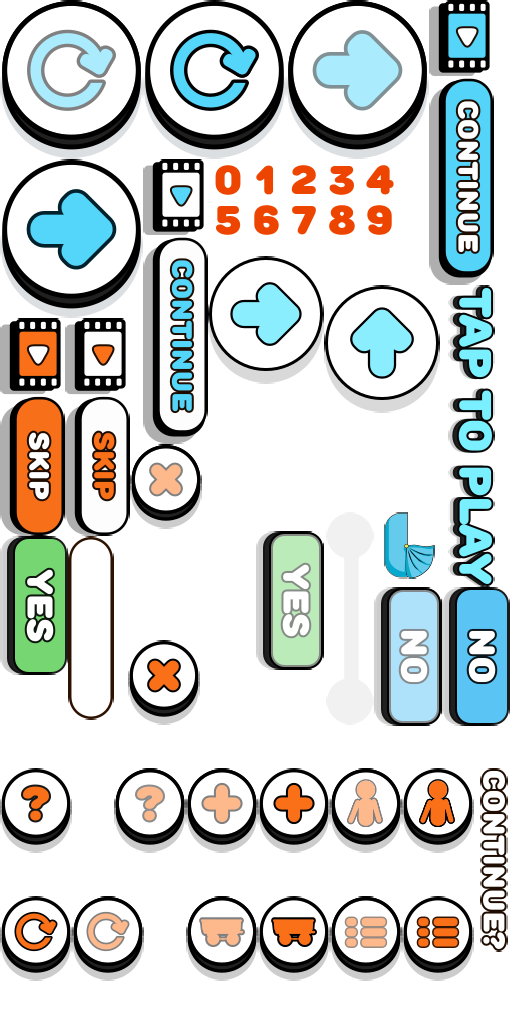 CONTINUE
0 1 2 3 4
5 6 7 8 9
CONTINUE
TAP TO PLAY
SKIP
SKIP
YES
YES
NO
NO
?
?
CONTINUE?